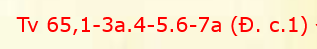 Tv 65,1-3a.4-5.6-7a (Đ. c.1)